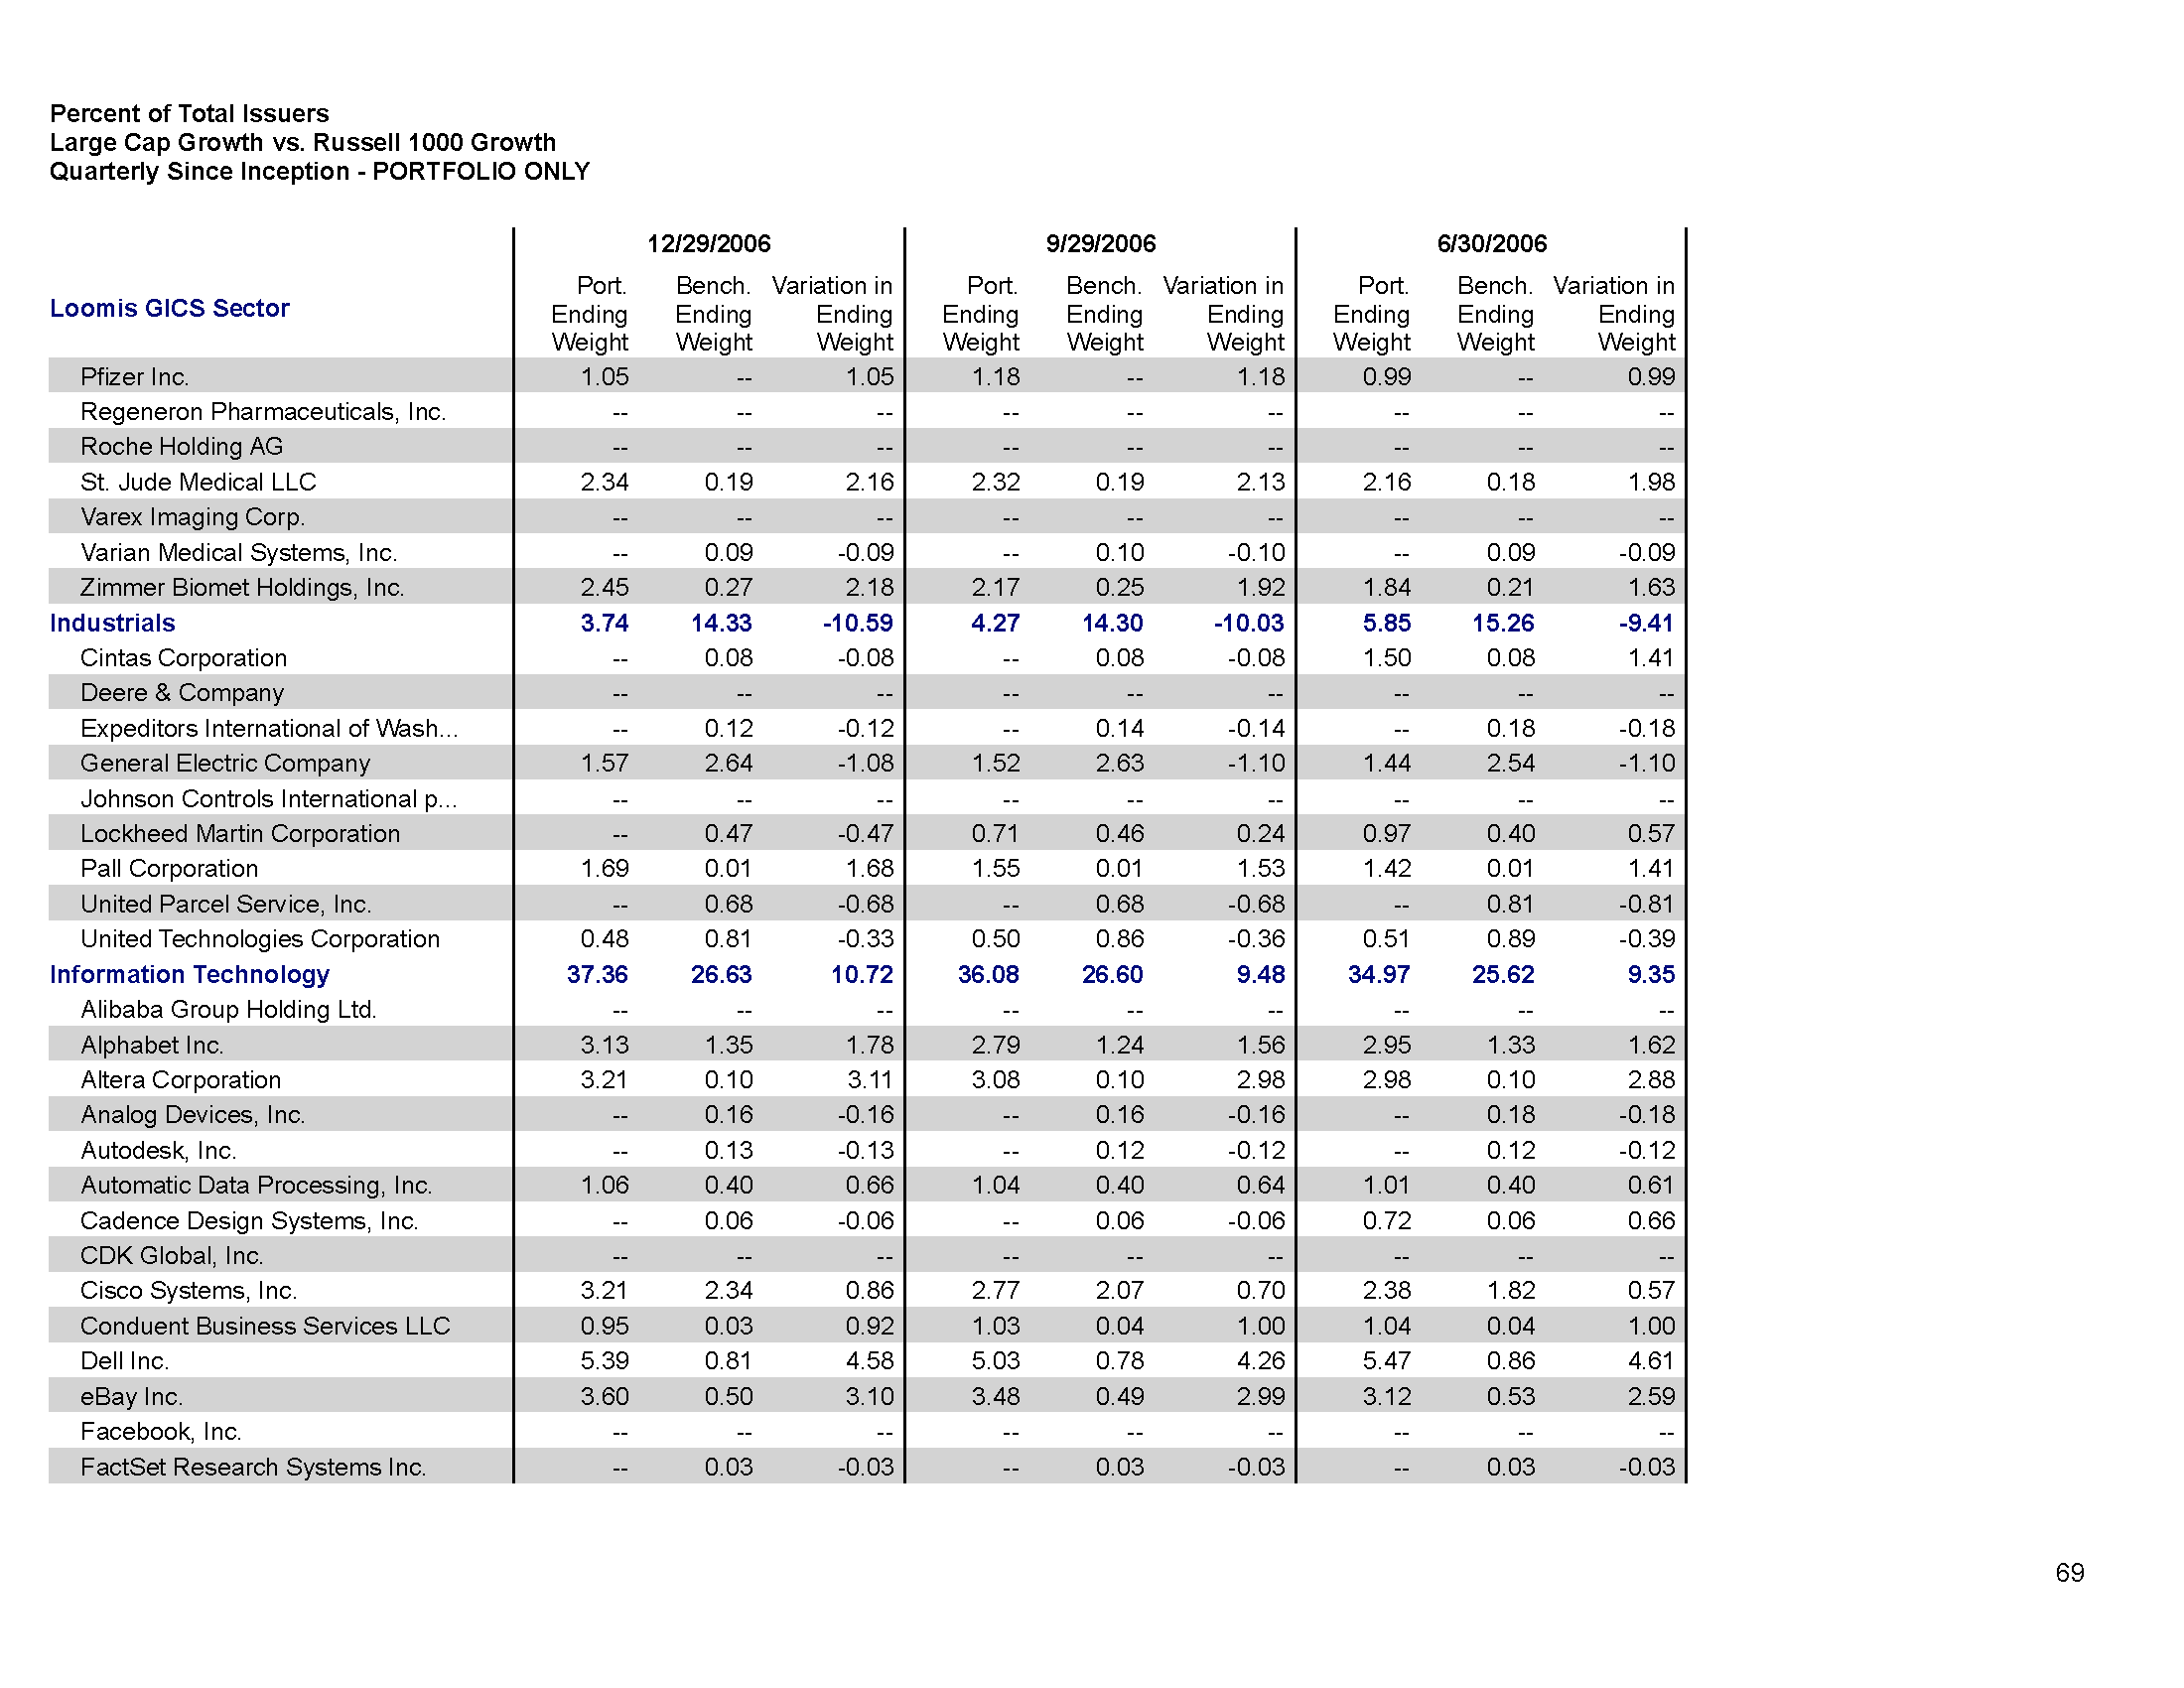 Percent of Total Issuers
Large Cap Growth vs. Russell 1000 Growth
Quarterly Since Inception - PORTFOLIO ONLY
12/29/2006 9/29/2006 6/30/2006
Loomis GICS Sector
Port. Bench. Variation in Port. Bench. Variation in Port. Bench. Variation in
Ending Ending Ending Ending Ending Ending Ending Ending Ending
Weight Weight Weight Weight Weight Weight Weight Weight Weight
Pfizer Inc. 1.05 -- 1.05 1.18 -- 1.18 0.99 -- 0.99
Regeneron Pharmaceuticals, Inc. -- -- -- -- -- -- -- -- --
Roche Holding AG -- -- -- -- -- -- -- -- --
St. Jude Medical LLC 2.34 0.19 2.16 2.32 0.19 2.13 2.16 0.18 1.98
Varex Imaging Corp. -- -- -- -- -- -- -- -- --
Varian Medical Systems, Inc. -- 0.09 -0.09 -- 0.10 -0.10 -- 0.09 -0.09
Zimmer Biomet Holdings, Inc. 2.45 0.27 2.18 2.17 0.25 1.92 1.84 0.21 1.63
Industrials 3.74 14.33 -10.59 4.27 14.30 -10.03 5.85 15.26 -9.41
Cintas Corporation -- 0.08 -0.08 -- 0.08 -0.08 1.50 0.08 1.41
Deere & Company -- -- -- -- -- -- -- -- --
Expeditors International of Wash... -- 0.12 -0.12 -- 0.14 -0.14 -- 0.18 -0.18
General Electric Company 1.57 2.64 -1.08 1.52 2.63 -1.10 1.44 2.54 -1.10
Johnson Controls International p... -- -- -- -- -- -- -- -- --
Lockheed Martin Corporation -- 0.47 -0.47 0.71 0.46 0.24 0.97 0.40 0.57
Pall Corporation 1.69 0.01 1.68 1.55 0.01 1.53 1.42 0.01 1.41
United Parcel Service, Inc. -- 0.68 -0.68 -- 0.68 -0.68 -- 0.81 -0.81
United Technologies Corporation 0.48 0.81 -0.33 0.50 0.86 -0.36 0.51 0.89 -0.39
Information Technology 37.36 26.63 10.72 36.08 26.60 9.48 34.97 25.62 9.35
Alibaba Group Holding Ltd. -- -- -- -- -- -- -- -- --
Alphabet Inc. 3.13 1.35 1.78 2.79 1.24 1.56 2.95 1.33 1.62
Altera Corporation 3.21 0.10 3.11 3.08 0.10 2.98 2.98 0.10 2.88
Analog Devices, Inc. -- 0.16 -0.16 -- 0.16 -0.16 -- 0.18 -0.18
Autodesk, Inc. -- 0.13 -0.13 -- 0.12 -0.12 -- 0.12 -0.12
Automatic Data Processing, Inc. 1.06 0.40 0.66 1.04 0.40 0.64 1.01 0.40 0.61
Cadence Design Systems, Inc. -- 0.06 -0.06 -- 0.06 -0.06 0.72 0.06 0.66
CDK Global, Inc. -- -- -- -- -- -- -- -- --
Cisco Systems, Inc. 3.21 2.34 0.86 2.77 2.07 0.70 2.38 1.82 0.57
Conduent Business Services LLC 0.95 0.03 0.92 1.03 0.04 1.00 1.04 0.04 1.00
Dell Inc. 5.39 0.81 4.58 5.03 0.78 4.26 5.47 0.86 4.61
eBay Inc. 3.60 0.50 3.10 3.48 0.49 2.99 3.12 0.53 2.59
Facebook, Inc. -- -- -- -- -- -- -- -- --
FactSet Research Systems Inc. -- 0.03 -0.03 -- 0.03 -0.03 -- 0.03 -0.03
69